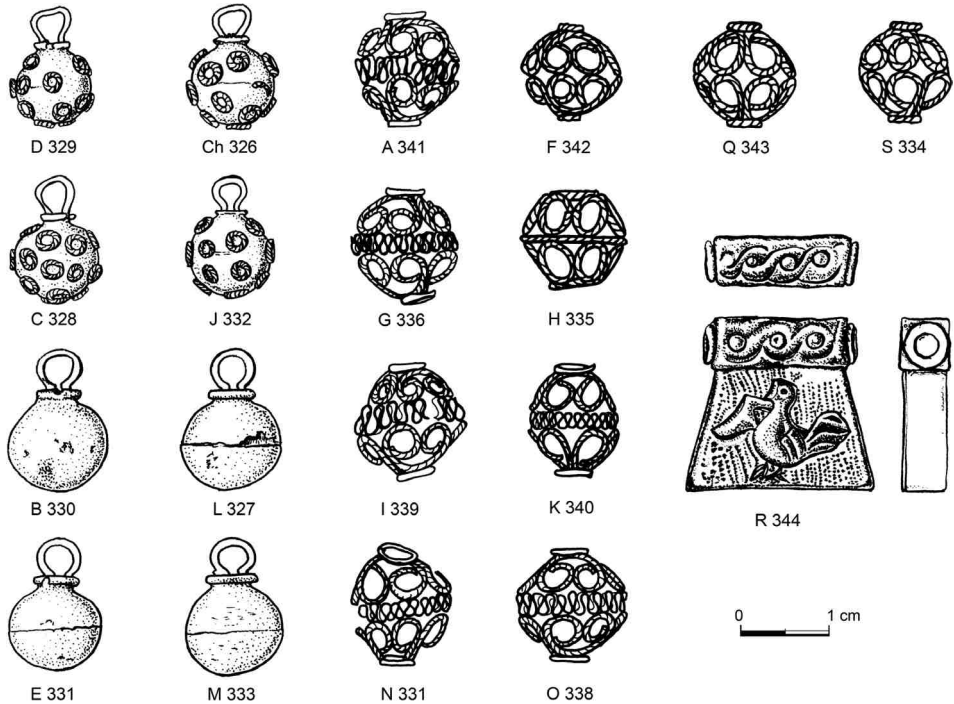 D 329 Ch 326 A 341 F 342 Q 343 S 334
C 328 J 332 G 336 H 335
B 330 L 327 I 339 K 340 R 344
0 1 cm
E 331 M 333 N 331 O 338